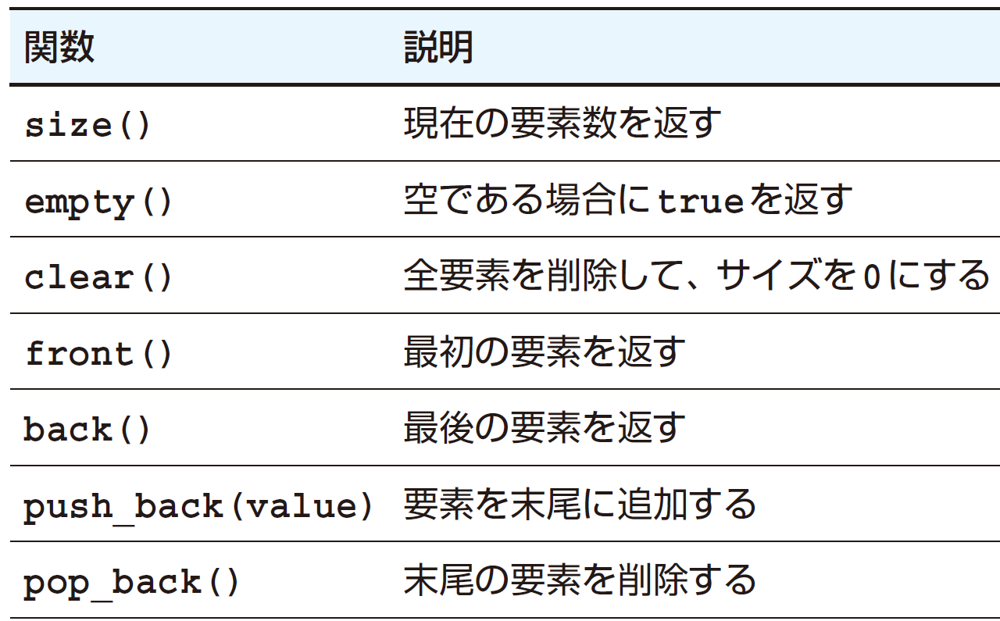 関数 説明
size() 現在の要素数を返す
empty() 空である場合にtrueを返す
clear() 全要素を削除して、サイズを0にする
front() 最初の要素を返す
back() 最後の要素を返す
push_back(value) 要素を末尾に追加する
pop_back() 末尾の要素を削除する